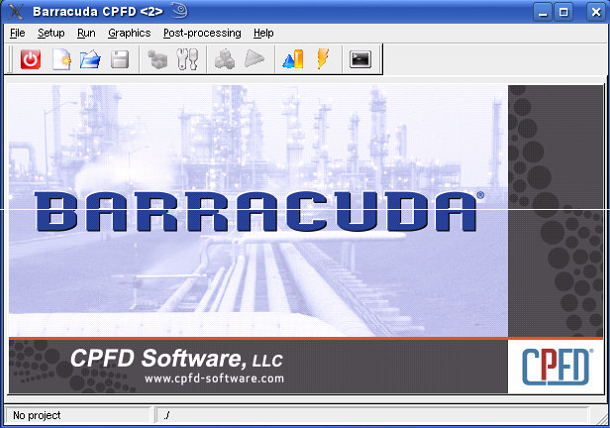 Barracuda CPFD <2>
File Setup Run Graphics Post-processing Help
BARRACUDA®
CPFD Software, LLC
www.cpfd-software.com
CPFD®
No project ./